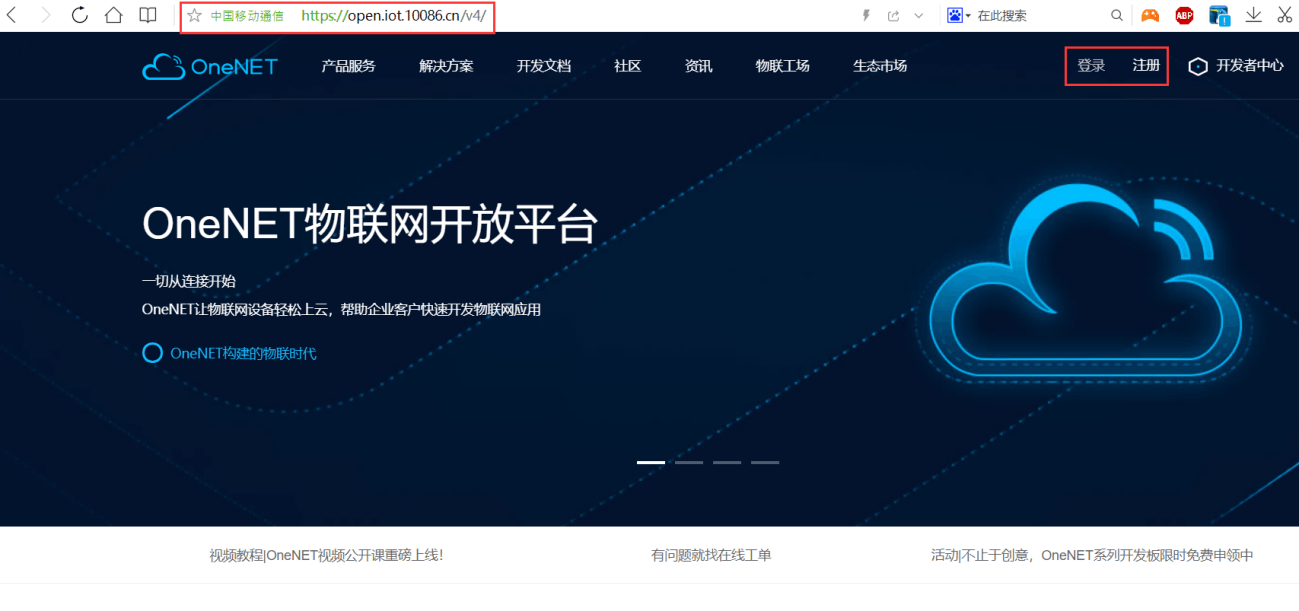 中国移动通信 https://open.iot.10086.cn/v4/ 在此搜索 ABP
OneNET 产品服务 解决方案 开发文档 社区 资讯 物联工场 生态市场 登录 注册 开发者中心
OneNET物联网开放平台
一切从连接开始
OneNET让物联网设备轻松上云，帮助企业客户快速开发物联网应用
OneNET构建的物联时代
视频教程|OneNET视频公开课重磅上线! 有问题就找在线工单 活动|不止于创意，OneNET系列开发板限时免费申领中